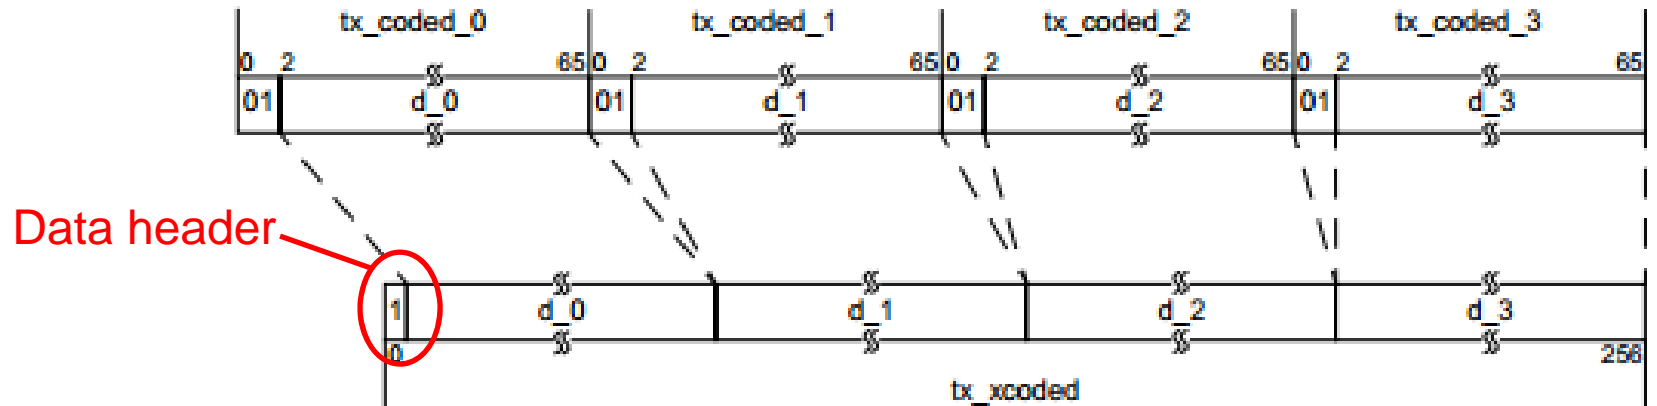 tx_coded_0 tx_coded_1 tx_coded_2 tx_coded_3
0 2 65 0 2 65 0 2 65 0 2 65
01 d_0 01 d_1 01 d_2 01 d_3
Data header
1 d_0 d_1 d_2 d_3
0 256
tx_xcoded